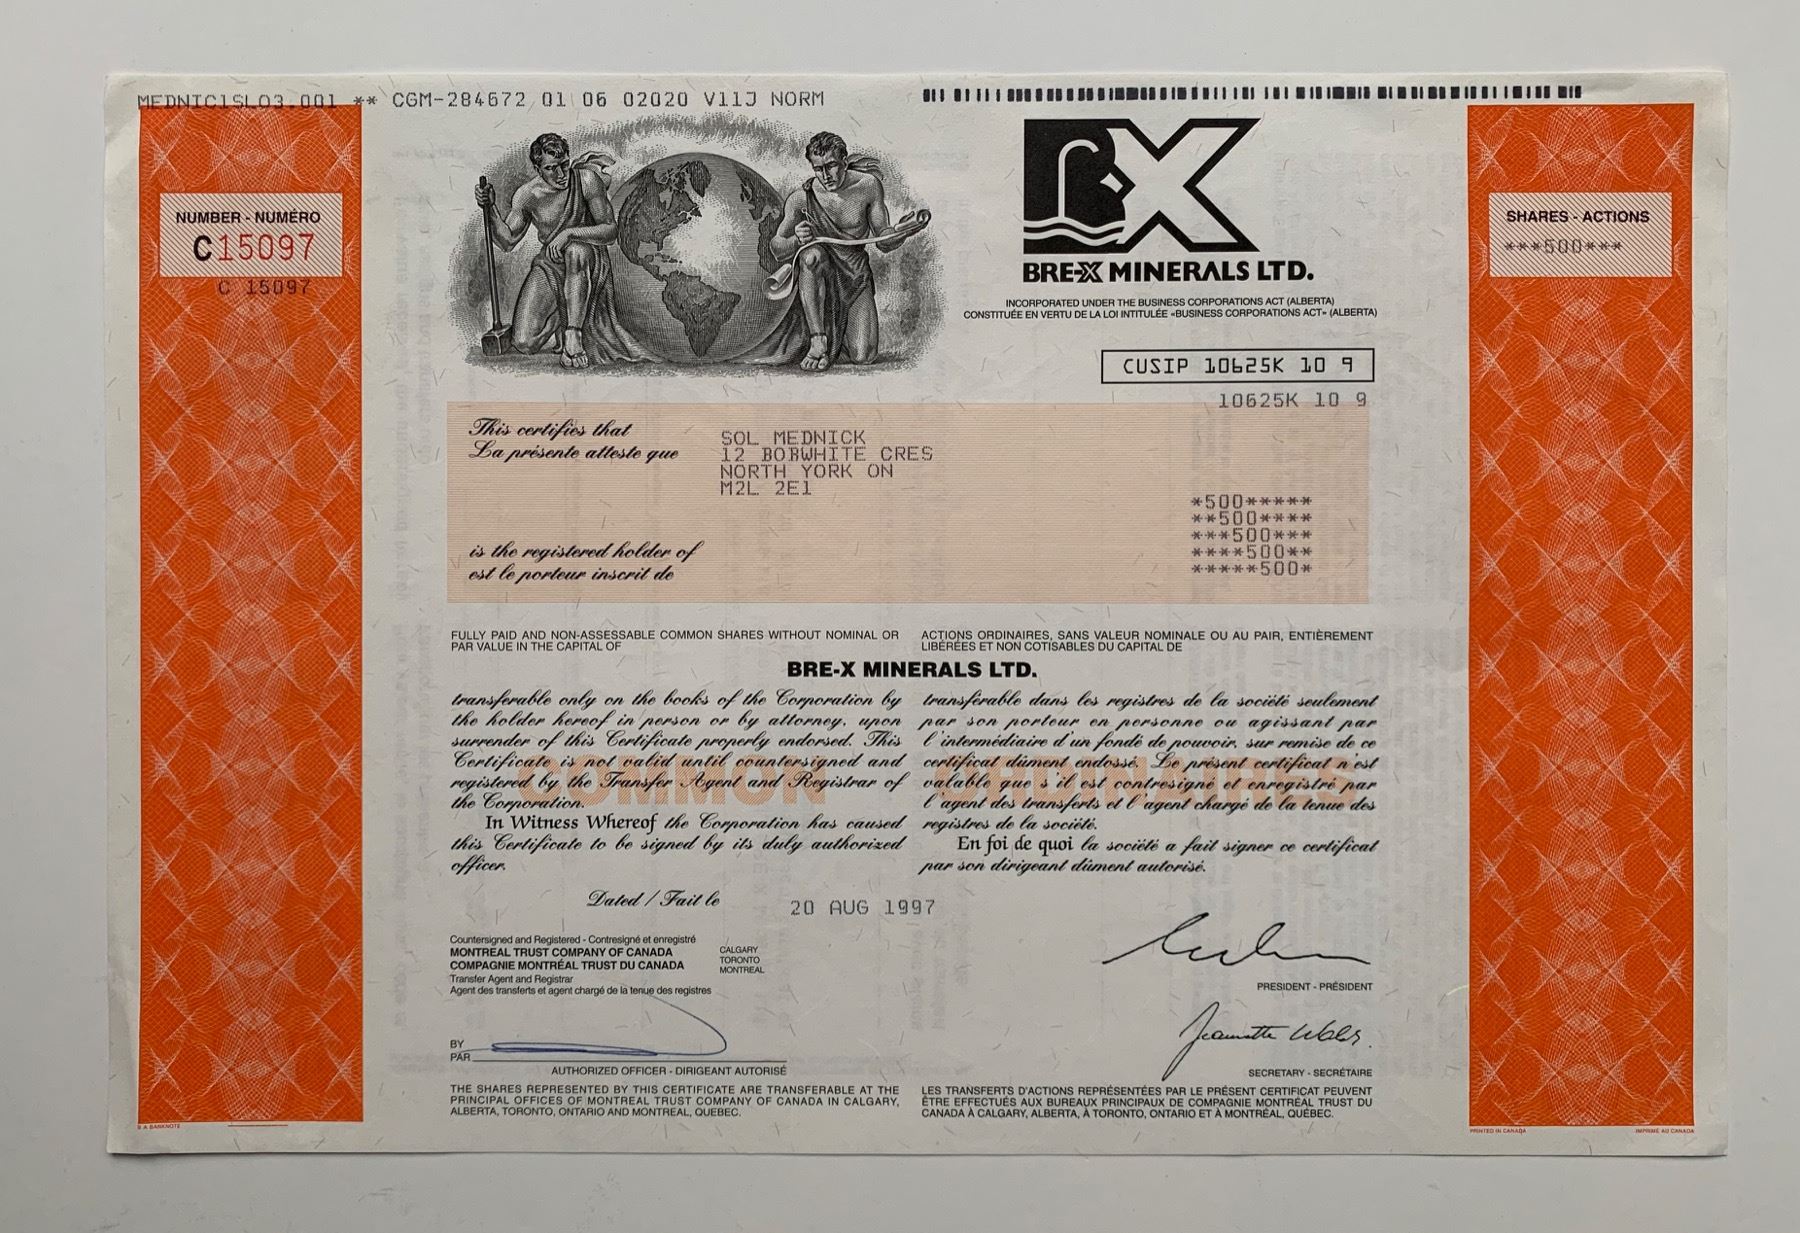 MEDNIC1SL03.001 ** CGM-284672 01 06 02020 V11J NORM
NUMBER - NUMÉRO
C15097
C 15097
BRE-X MINERALS LTD.
INCORPORATED UNDER THE BUSINESS CORPORATIONS ACT (ALBERTA)
CONSTITUÉE EN VERTU DE LA LOI INTITULÉE «BUSINESS CORPORATIONS ACT» (ALBERTA)
SHARES - ACTIONS
***500***
CUSIP 10625K 10 9
10625K 10 9
This certifies that
La présente atteste que
SOL MEDNICK
12 BOBWHITE CRES
NORTH YORK ON
M2L 2E1
*500*****
**500****
***500***
****500**
*****500*
is the registered holder of
est le porteur inscrit de
FULLY PAID AND NON-ASSESSABLE COMMON SHARES WITHOUT NOMINAL OR
PAR VALUE IN THE CAPITAL OF
ACTIONS ORDINAIRES, SANS VALEUR NOMINALE OU AU PAIR, ENTIÈREMENT
LIBÉRÉES ET NON COTISABLES DU CAPITAL DE
BRE-X MINERALS LTD.
transferable only on the books of the Corporation by
the holder hereof in person or by attorney, upon
surrender of this Certificate properly endorsed. This
Certificate is not valid until countersigned and
registered by the Transfer Agent and Registrar of
the Corporation.
In Witness Whereof the Corporation has caused
this Certificate to be signed by its duly authorized
officer.
transférable dans les registres de la société seulement
par son porteur en personne ou agissant par
l'intermédiaire d'un fondé de pouvoir, sur remise de ce
certificat dûment endossé. Le présent certificat n'est
valable que s'il est contresigné et enregistré par
l'agent des transferts et l'agent chargé de la tenue des
registres de la société.
En foi de quoi la société a fait signer ce certificat
par son dirigeant dûment autorisé.
COMMON
Dated / Fait le
20 AUG 1997
Countersigned and Registered - Contresigné et enregistré
MONTREAL TRUST COMPANY OF CANADA
COMPAGNIE MONTRÉAL TRUST DU CANADA
Transfer Agent and Registrar
Agent des transferts et agent chargé de la tenue des registres
CALGARY
TORONTO
MONTREAL
PRESIDENT - PRÉSIDENT
BY
PAR
AUTHORIZED OFFICER - DIRIGEANT AUTORISÉ
SECRETARY - SECRÉTAIRE
THE SHARES REPRESENTED BY THIS CERTIFICATE ARE TRANSFERABLE AT THE
PRINCIPAL OFFICES OF MONTREAL TRUST COMPANY OF CANADA IN CALGARY,
ALBERTA, TORONTO, ONTARIO AND MONTREAL, QUEBEC.
LES TRANSFERTS D'ACTIONS REPRÉSENTÉES PAR LE PRÉSENT CERTIFICAT PEUVENT
ÊTRE EFFECTUÉS AUX BUREAUX PRINCIPAUX DE COMPAGNIE MONTRÉAL TRUST DU
CANADA À CALGARY, ALBERTA, À TORONTO, ONTARIO ET À MONTRÉAL, QUÉBEC.
B A BANKNOTE
PRINTED IN CANADA
IMPRIMÉ AU CANADA